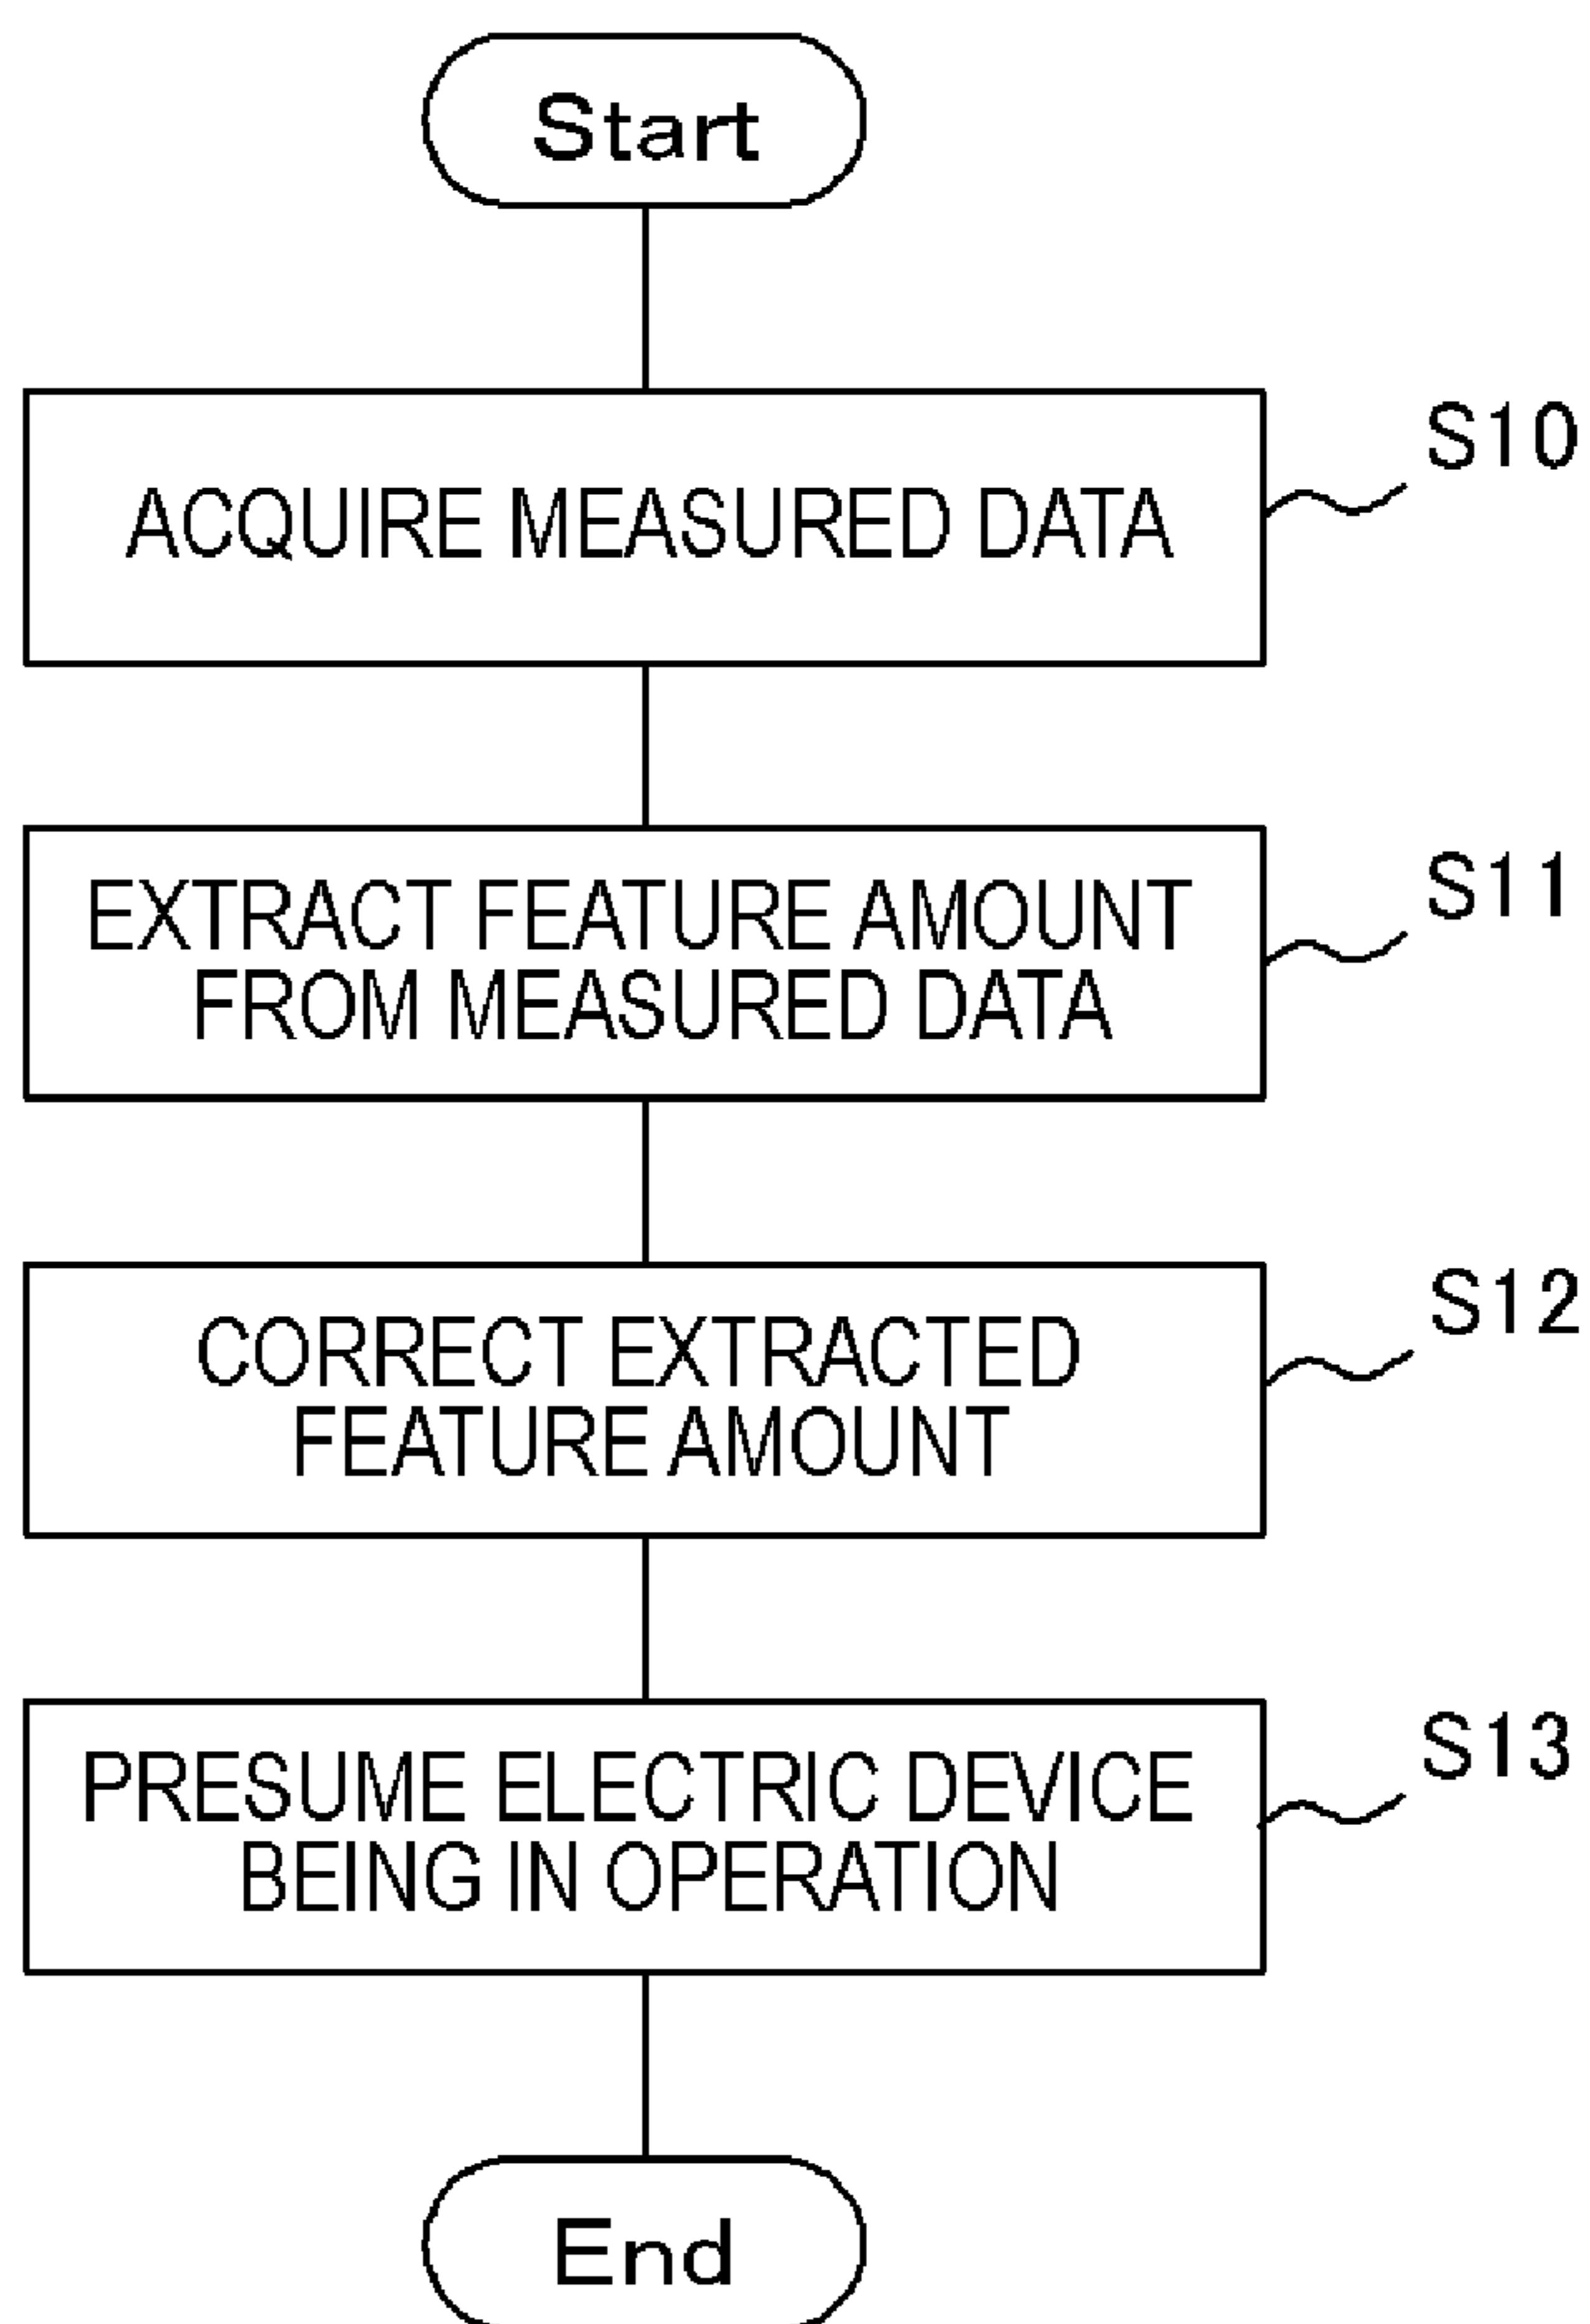 Start
ACQUIRE MEASURED DATA
S10
EXTRACT FEATURE AMOUNT
FROM MEASURED DATA
S11
CORRECT EXTRACTED
FEATURE AMOUNT
S12
PRESUME ELECTRIC DEVICE
BEING IN OPERATION
S13
End